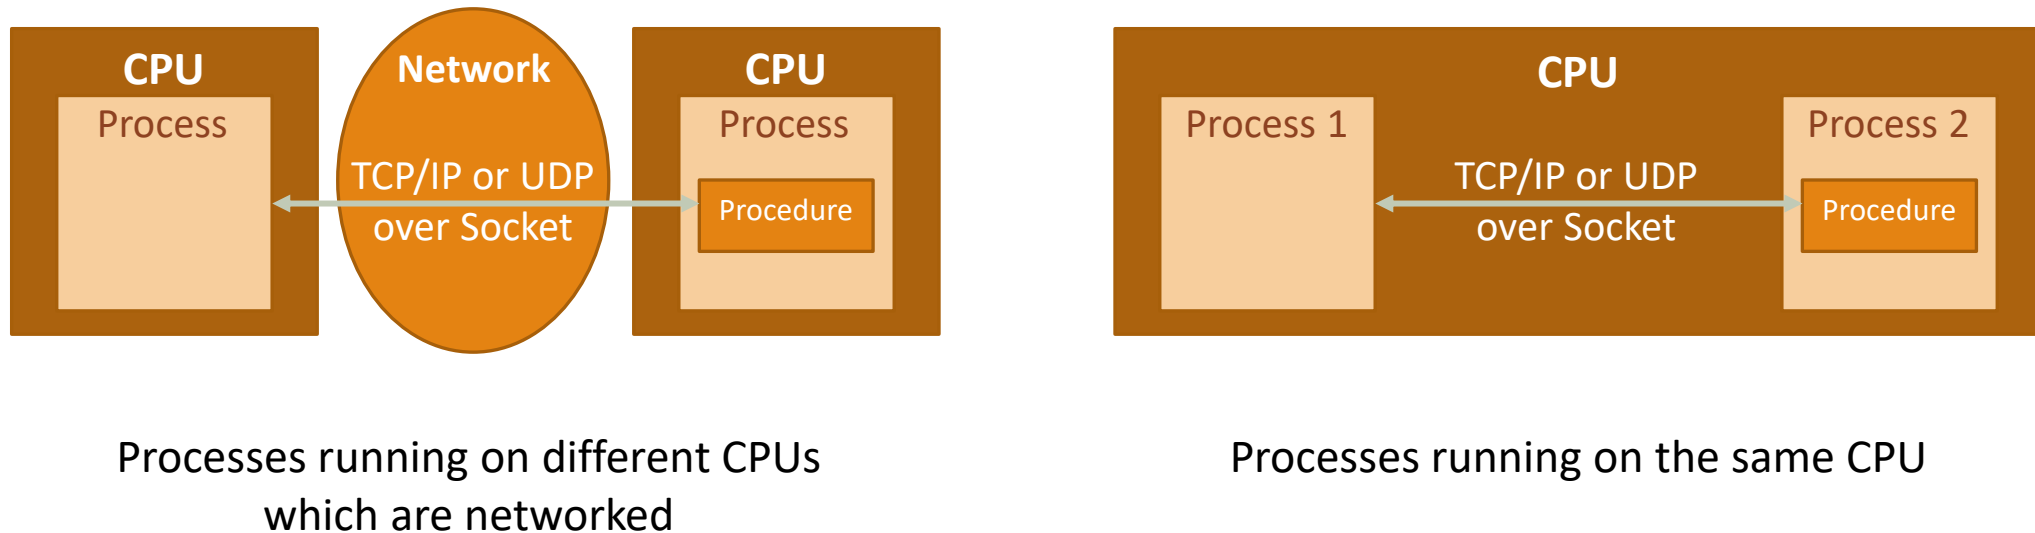 CPU
Process
Network
TCP/IP or UDP
over Socket
CPU
Process
Procedure
Processes running on different CPUs
which are networked
CPU
Process 1
TCP/IP or UDP
over Socket
Process 2
Procedure
Processes running on the same CPU